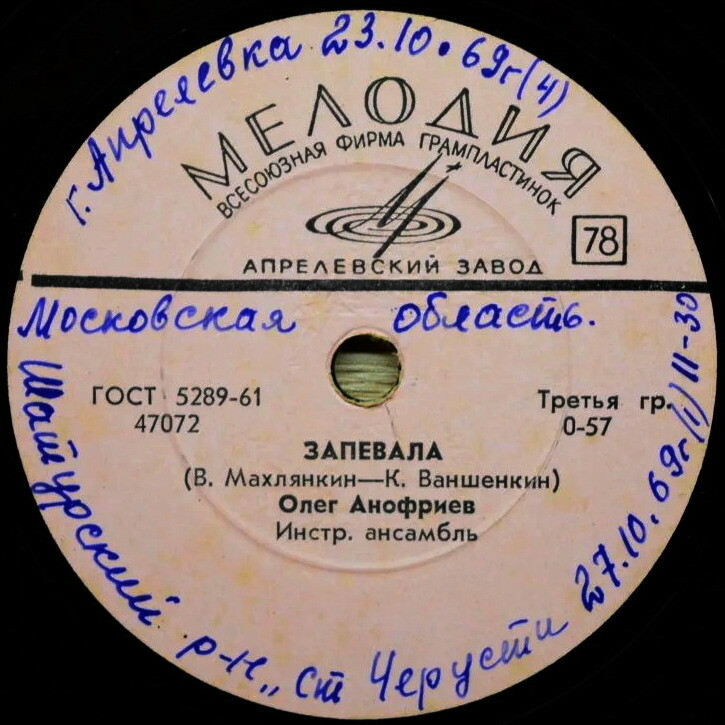 г. Апрелевка 23.10.69г(4)
МЕЛОДИЯ
ВСЕСОЮЗНАЯ ФИРМА ГРАМПЛАСТИНОК
78
АПРЕЛЕВСКИЙ ЗАВОД
Московская область.
ГОСТ 5289-61
47072
Третья гр.
0-57
ЗАПЕВАЛА
(В. Махлянкин—К. Ваншенкин)
Олег Анофриев
Инстр. ансамбль
Шатурский р-н,, ст Черусти 27.10.69г(1) 11-30